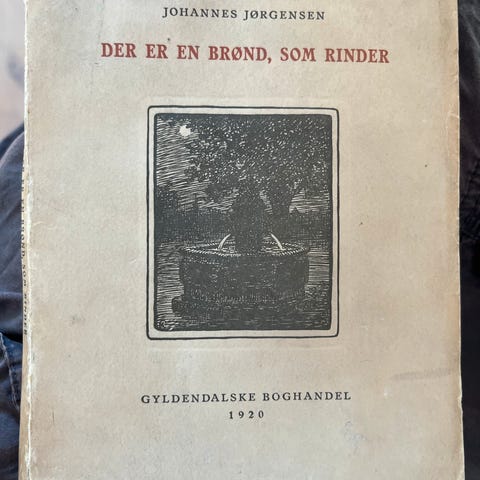 JOHANNES JØRGENSEN
DER ER EN BRØND, SOM RINDER
GYLDENDALSKE BOGHANDEL
1920